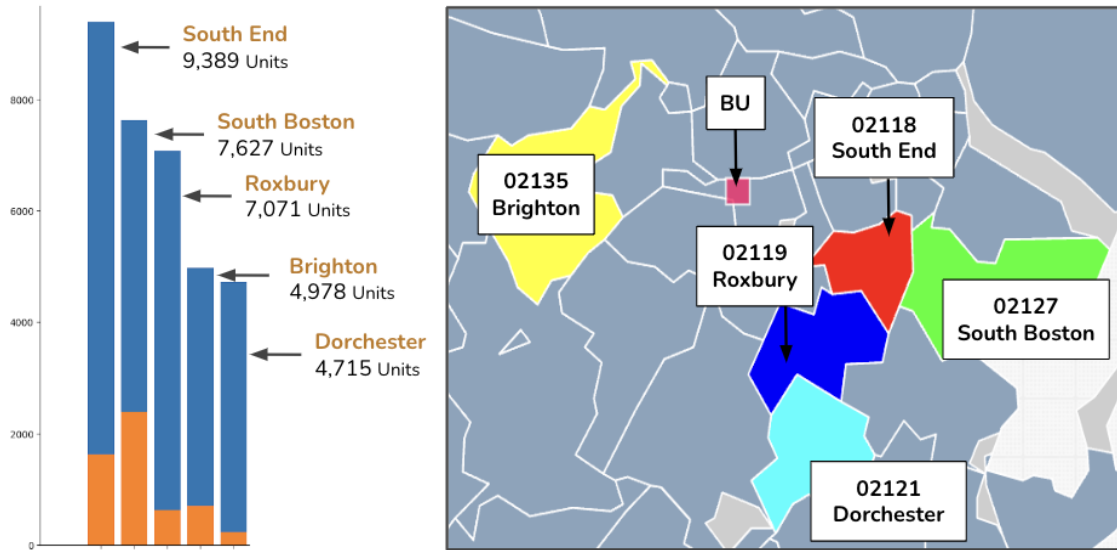 South End
9,389 Units
South Boston
7,627 Units
Roxbury
7,071 Units
Brighton
4,978 Units
Dorchester
4,715 Units
8000
6000
4000
2000
0
BU
02118
South End
02135
Brighton
02119
Roxbury
02127
South Boston
02121
Dorchester